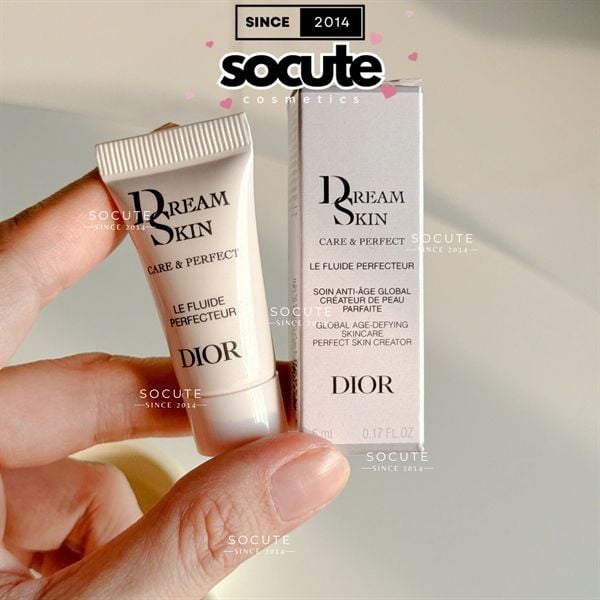 SINCE 2014
socute
cosmetics
DREAM
SKIN
CARE & PERFECT
LE FLUIDE
PERFECTEUR
DIOR
DREAM
SKIN
CARE & PERFECT
LE FLUIDE PERFECTEUR
SOIN ANTI-ÂGE GLOBAL
CRÉATEUR DE PEAU
PARFAITE
GLOBAL AGE-DEFYING
SKINCARE
PERFECT SKIN CREATOR
DIOR
5 mL 0.17 FL.OZ
SOCUTE
SINCE 2014
SOCUTE
SINCE 2014
SOCUTE
SINCE 2014
SOCUTE
SINCE 2014
SOCUTE
SINCE 2014
SOCUTE
SINCE 2014